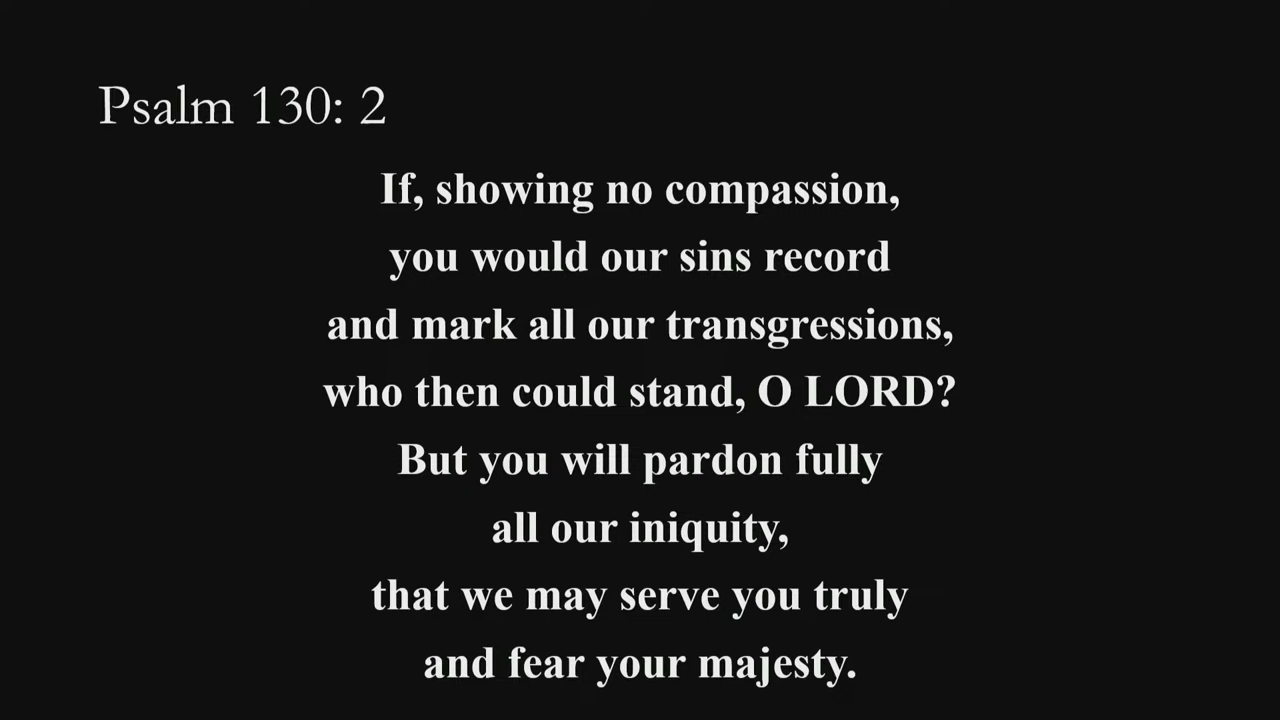 Psalm 130: 2
If, showing no compassion,
you would our sins record
and mark all our transgressions,
who then could stand, O LORD?
But you will pardon fully
all our iniquity,
that we may serve you truly
and fear your majesty.